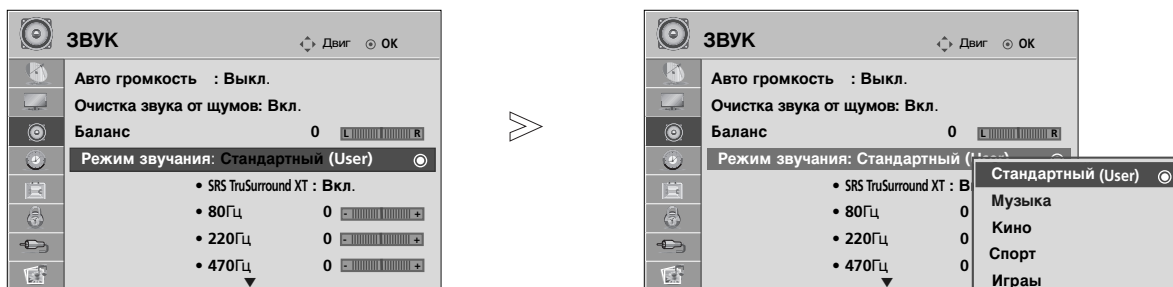 ЗВУК Двиг OK
Авто громкость : Выкл.
Очистка звука от щумов: Вкл.
Баланс 0 L R
Режим звучания: Стандартный (User)
• SRS TruSurround XT : Вкл.
• 80Гц 0 - +
• 220Гц 0 - +
• 470Гц 0 - +
ЗВУК Двиг OK
Авто громкость : Выкл.
Очистка звука от щумов: Вкл.
Баланс 0 L R
Режим звучания: Стандартный
• SRS TruSurround XT :
• 80Гц 0
• 220Гц 0
• 470Гц 0
Стандартный (User)
Музыка
Кино
Спорт
Играы